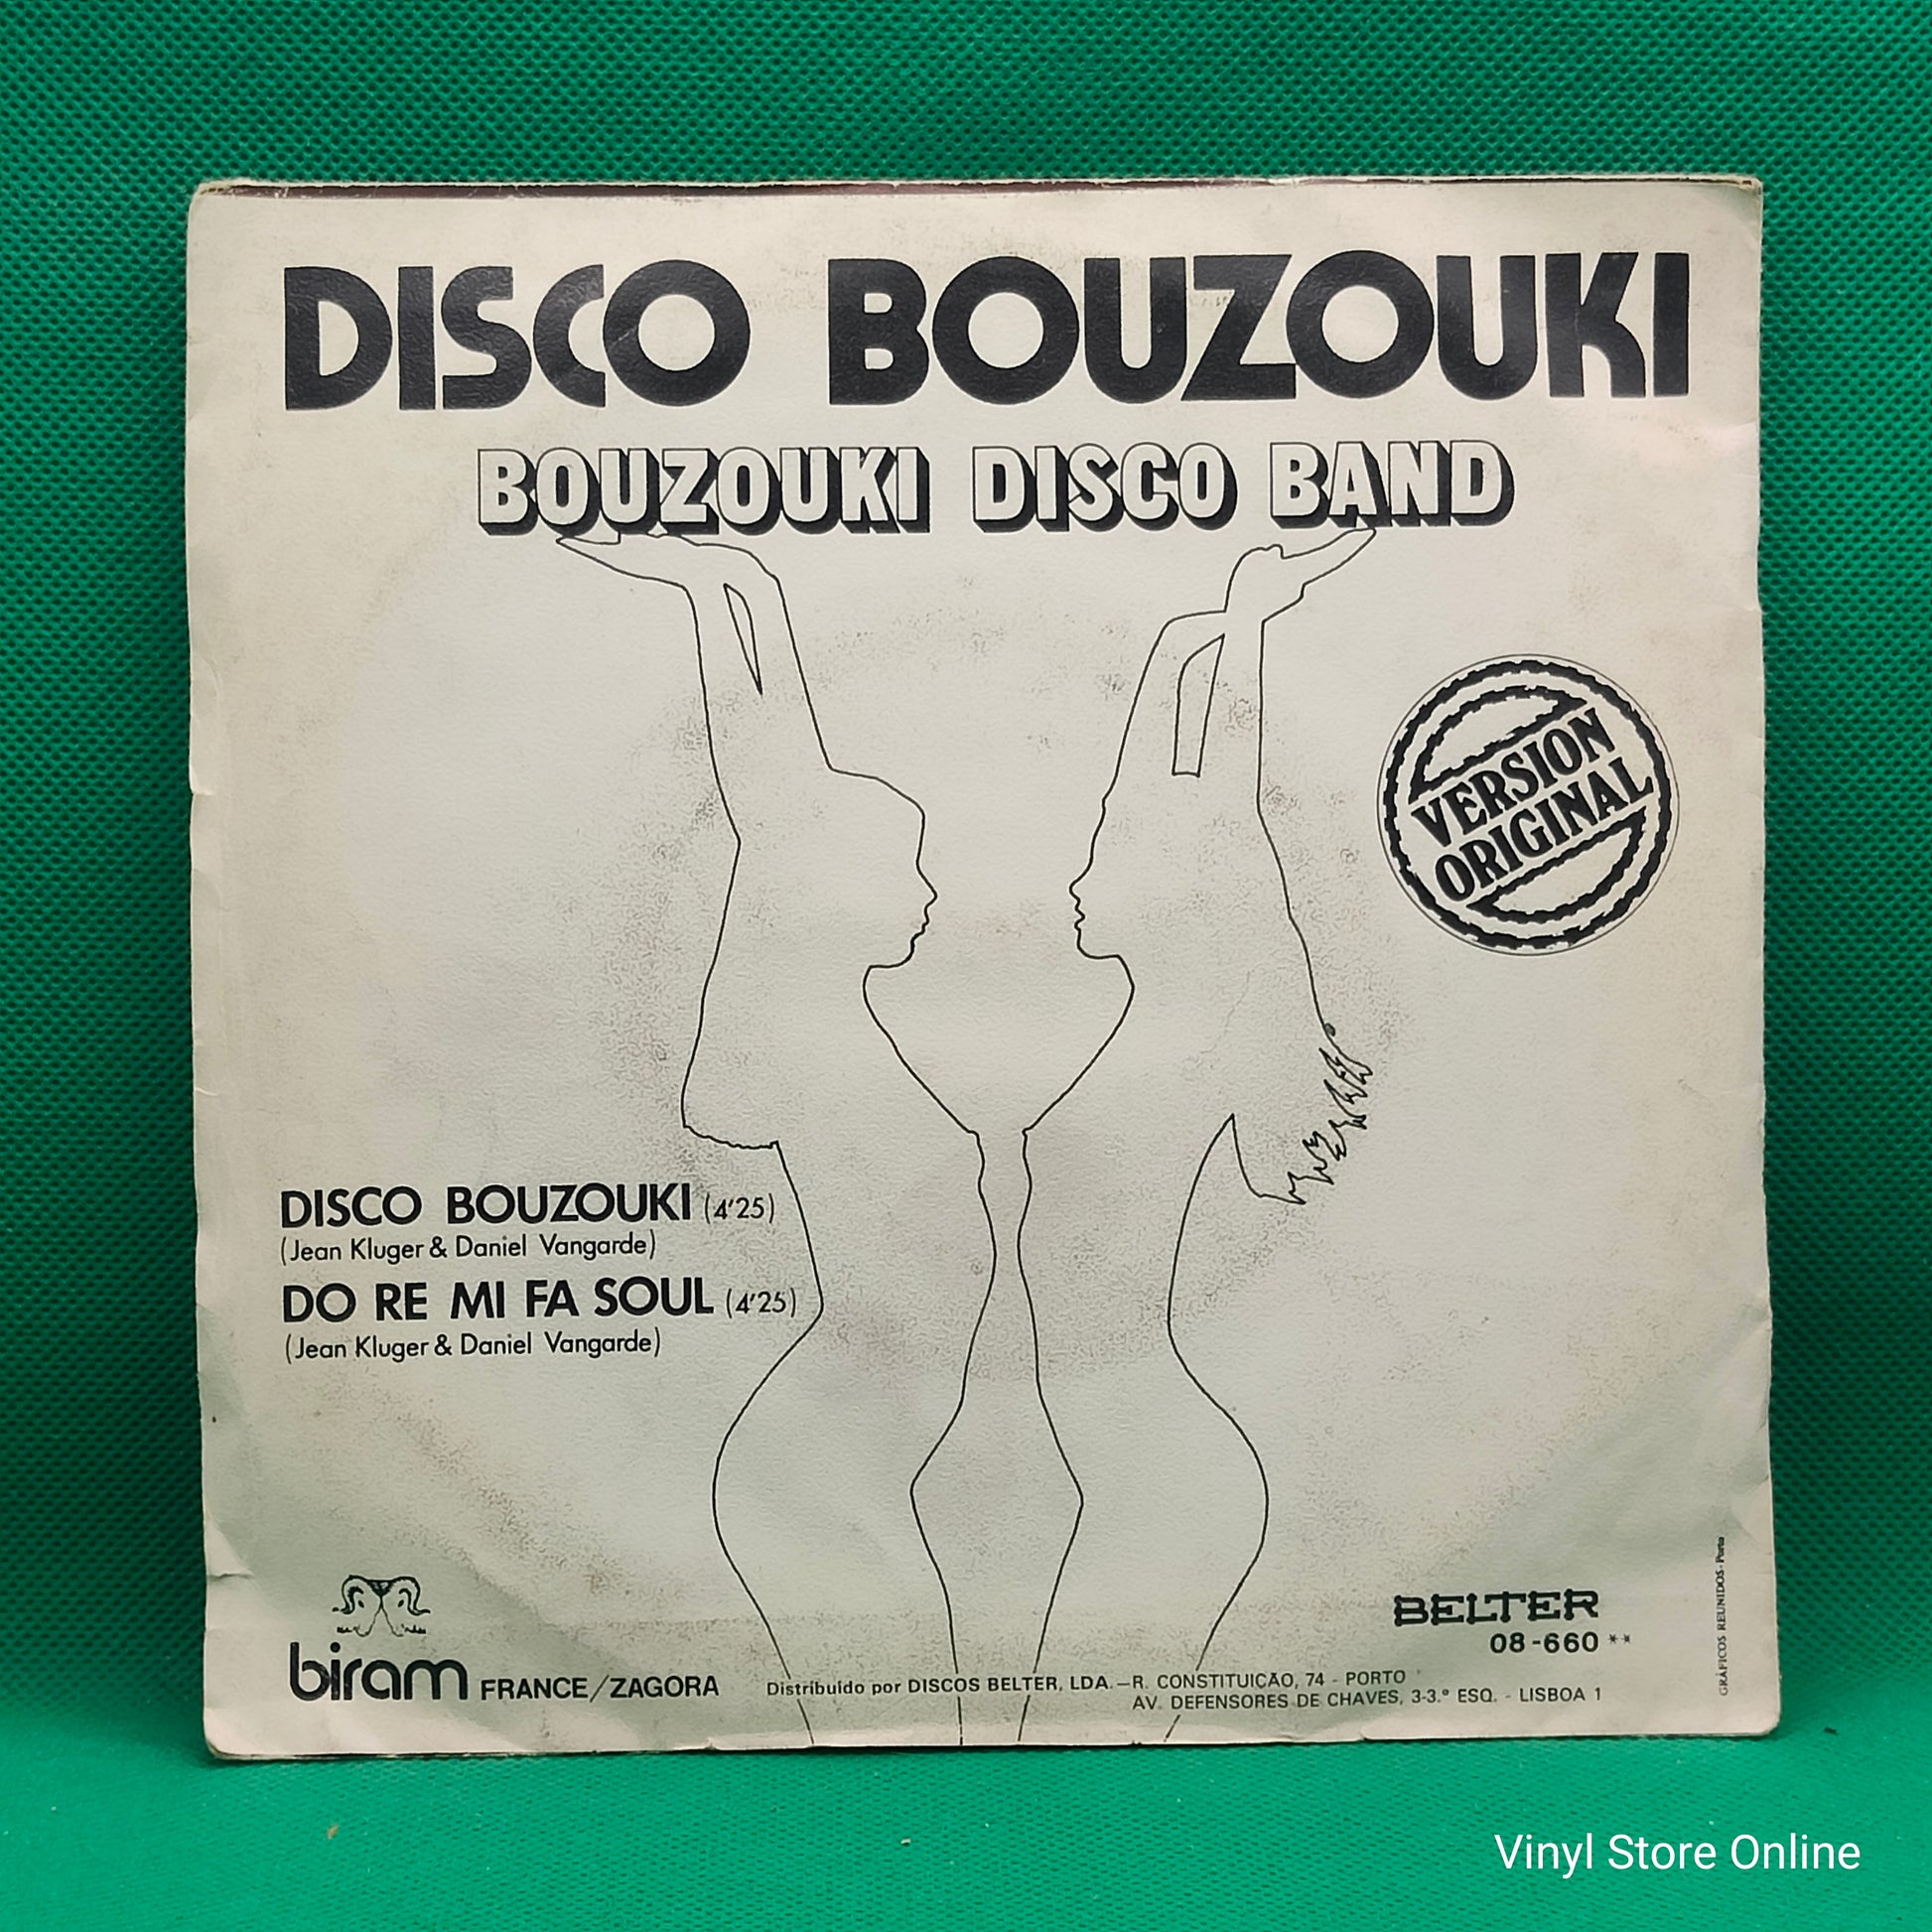 DISCO BOUZOUKI
BOUZOUKI DISCO BAND
VERSION
ORIGINAL
DISCO BOUZOUKI (4'25)
(Jean Kluger & Daniel Vangarde)
DO RE MI FA SOUL (4'25)
(Jean Kluger & Daniel Vangarde)
biram FRANCE/ZAGORA
BELTER
08-660 **
Distribuído por DISCOS BELTER, LDA.—R. CONSTITUIÇÃO, 74 - PORTO
AV. DEFENSORES DE CHAVES, 3-3.º ESQ. - LISBOA 1
GRÁFICOS REUNIDOS - Porto
Vinyl Store Online